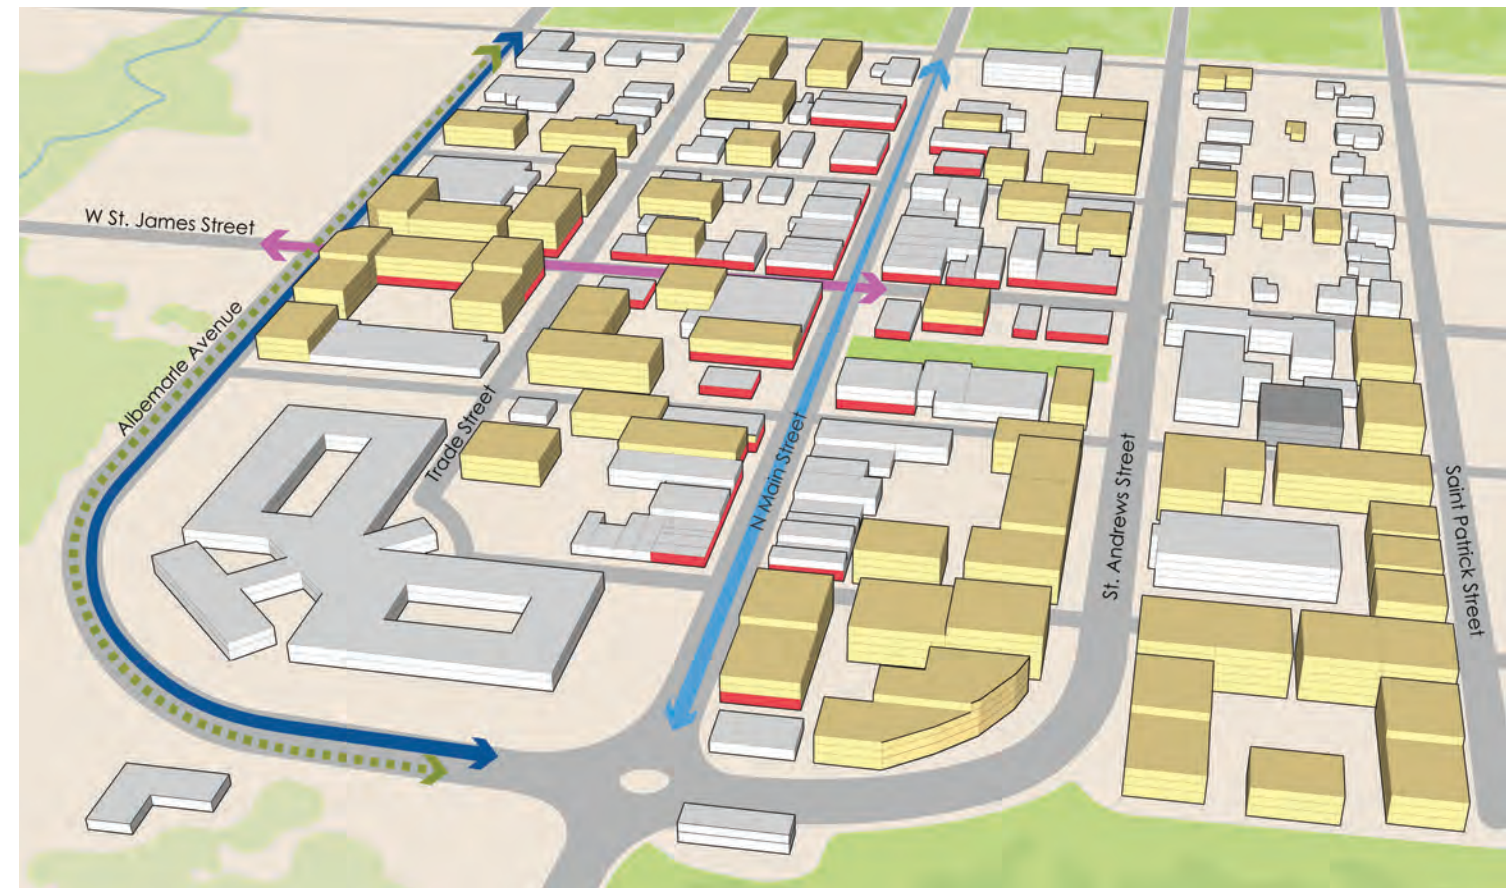 W St. James Street
Albemarle Avenue
Trade Street
N Main Street
St. Andrews Street
Saint Patrick Street